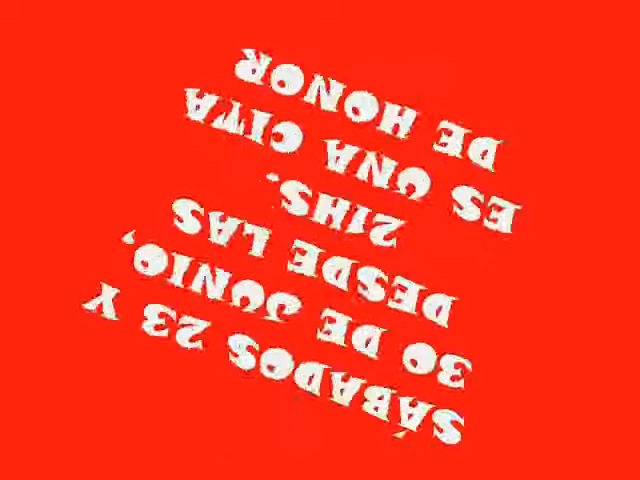 SÁBADOS 23 Y
30 DE JUNIO,
DESDE LAS
21HS.
ES UNA CITA
DE HONOR